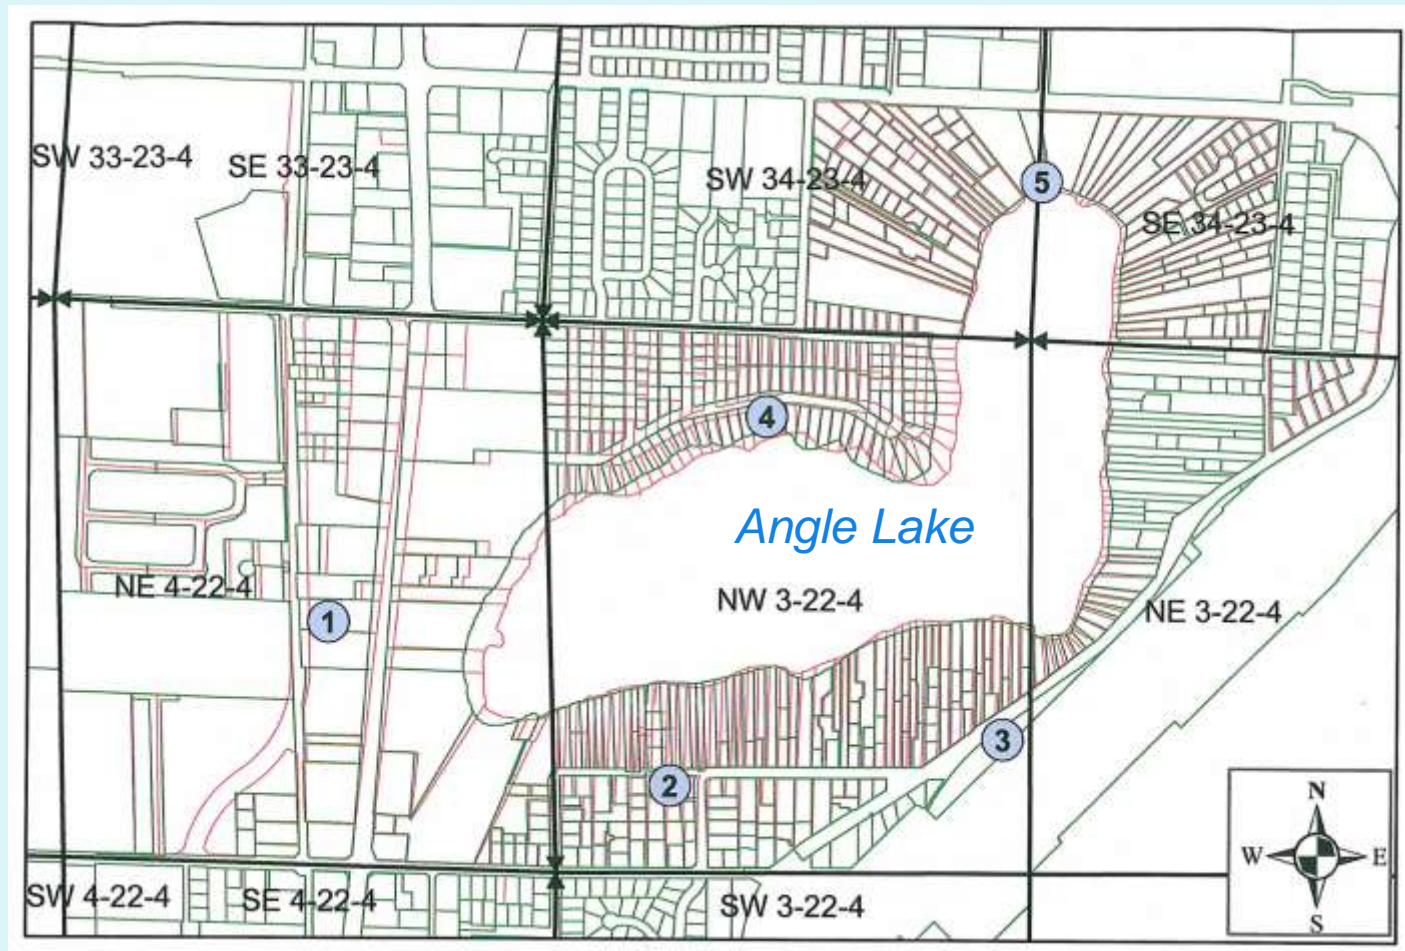 SW 33-23-4
SE 33-23-4
SW 34-23-4
5
SE 34-23-4
4
Angle Lake
NE 4-22-4
1
NW 3-22-4
NE 3-22-4
3
2
N
W E
S
SW 4-22-4
SE 4-22-4
SW 3-22-4